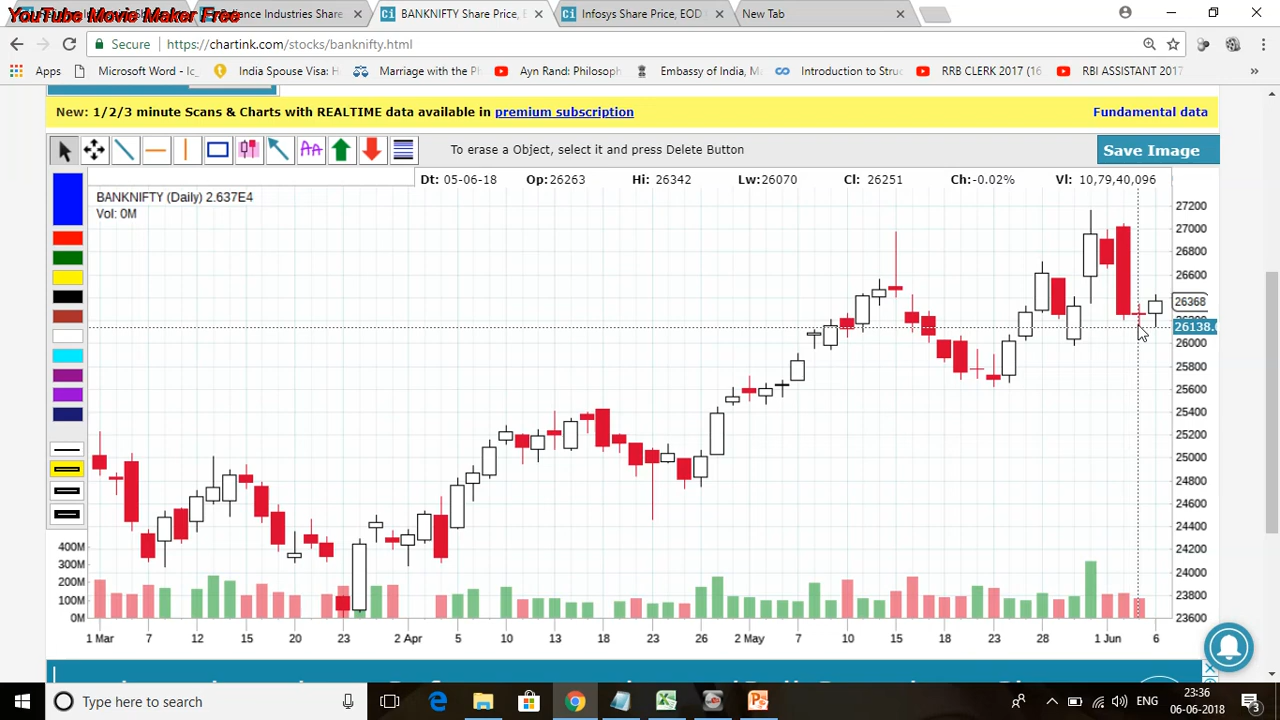 YouTube Movie Maker Free
Reliance Industries Share
BANKNIFTY Share Price, E
Infosys Share Price, EOD
New Tab
Secure
https://chartink.com/stocks/banknifty.html
Apps
Microsoft Word - Ic_
India Spouse Visa: H
Marriage with the Ph
Ayn Rand: Philosoph
Embassy of India, M
Introduction to Struc
RRB CLERK 2017 (16
RBI ASSISTANT 2017
»
New: 1/2/3 minute Scans & Charts with REALTIME data available in premium subscription
Fundamental data
To erase a Object, select it and press Delete Button
Save Image
Dt: 05-06-18 Op:26263 Hi: 26342 Lw:26070 Cl: 26251 Ch:-0.02% Vl: 10,79,40,096
BANKNIFTY (Daily) 2.637E4
Vol: 0M
27200
27000
26800
26600
26368
26138.
26000
25800
25600
25400
25200
25000
24800
24600
24400
24200
24000
23800
23600
400M
300M
200M
100M
0M
1 Mar 7 12 15 20 23 2 Apr 5 10 13 18 23 26 2 May 7 10 15 18 23 28 1 Jun 6
Type here to search
ENG
23:36
06-06-2018
3